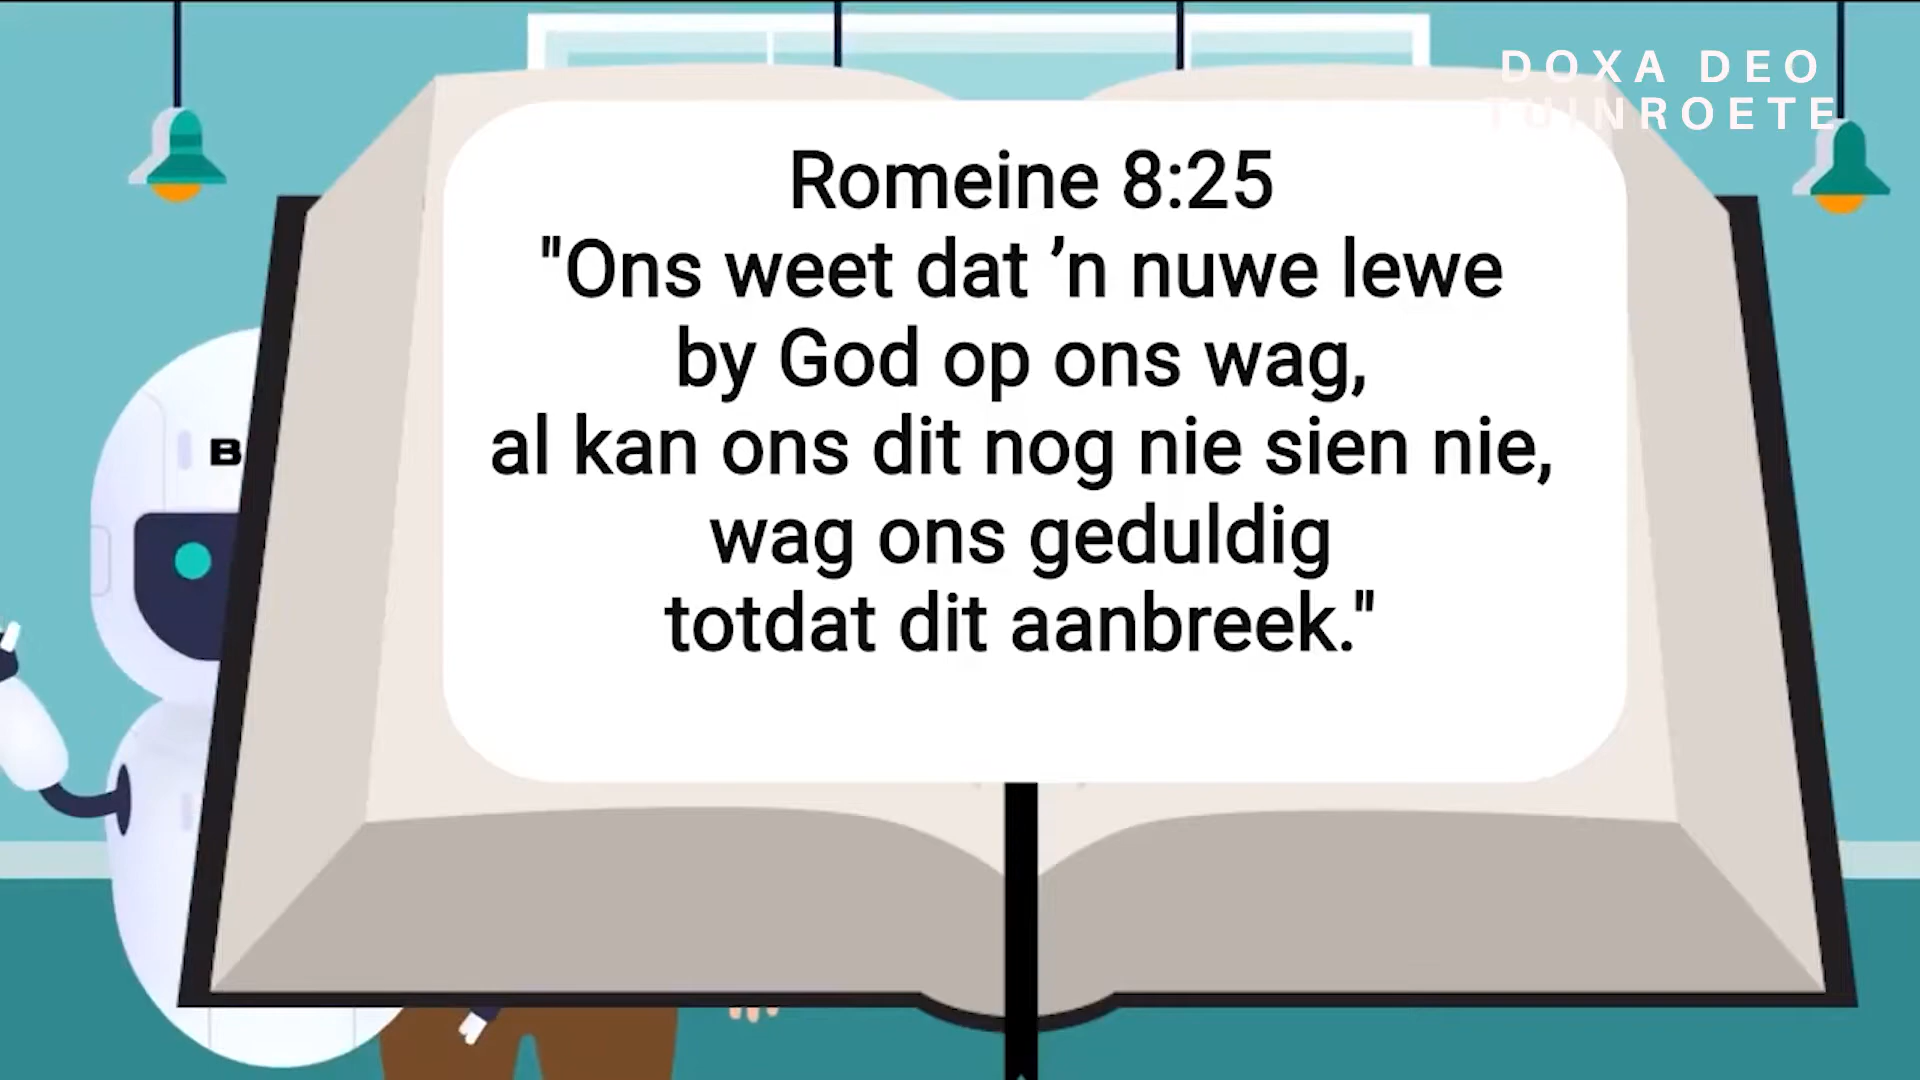 DOXA DEO
TUINROETE
Romeine 8:25
"Ons weet dat ’n nuwe lewe
by God op ons wag,
al kan ons dit nog nie sien nie,
wag ons geduldig
totdat dit aanbreek."
B